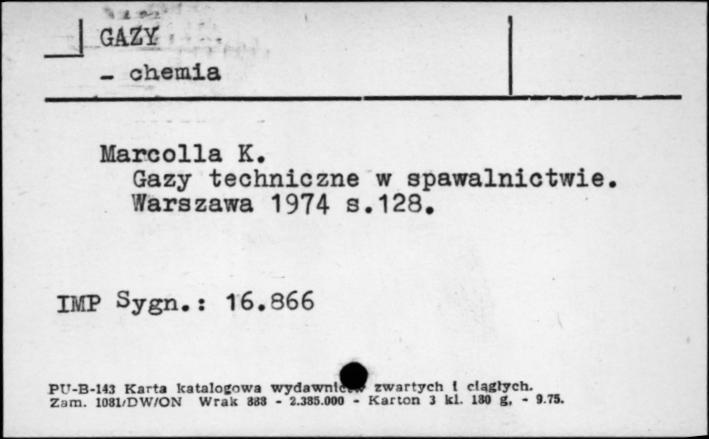 GAZY
- chemia
Marcolla K.
Gazy techniczne w spawalnictwie.
Warszawa 1974 s.128.
IMP Sygn.: 16.866
PU-B-143 Karta katalogowa wydawnictw zwartych i ciągłych.
Zam. 1081/DW/ON Wrak 888 - 2.385.000 - Karton 3 kl. 180 g, - 9.75.